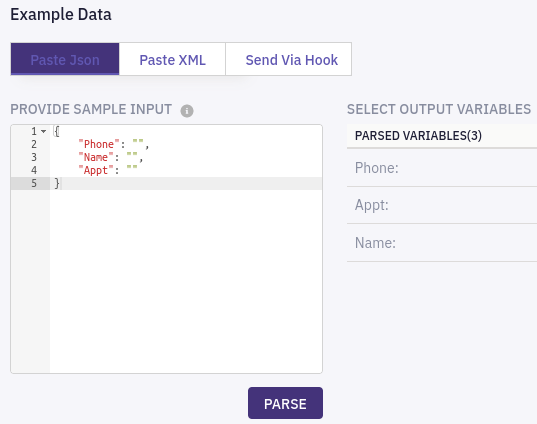 Example Data
Paste Json Paste XML Send Via Hook
PROVIDE SAMPLE INPUT i
SELECT OUTPUT VARIABLES
1 {
2 "Phone": "",
3 "Name": "",
4 "Appt": ""
5 }
PARSED VARIABLES(3)
Phone:
Appt:
Name:
PARSE